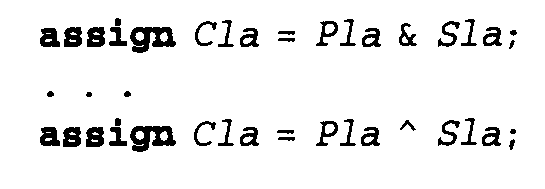 assign Cla = Pla & Sla;
. . .
assign Cla = Pla ^ Sla;